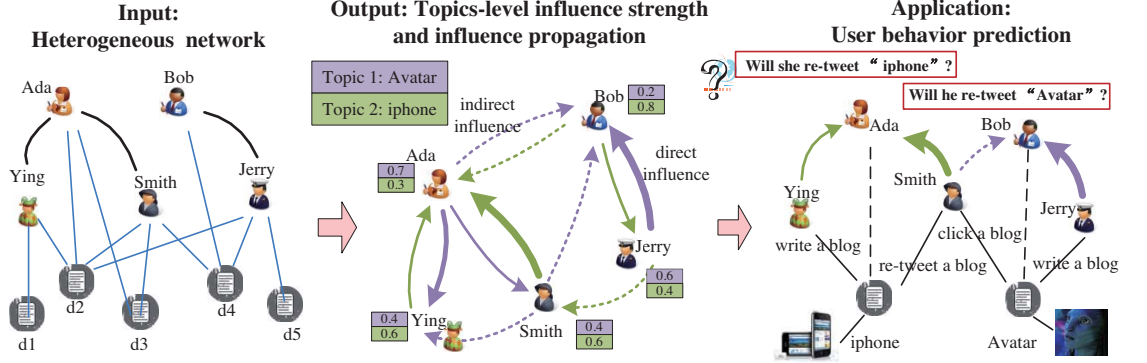 Input:
Heterogeneous network
Ada
Bob
Ying
Smith
Jerry
d1
d2
d3
d4
d5
Output: Topics-level influence strength
and influence propagation
Topic 1: Avatar
Topic 2: iphone
indirect
influence
Bob
0.2
0.8
Ada
0.7
0.3
direct
influence
Jerry
0.6
0.4
Ying
0.4
0.6
Smith
0.4
0.6
Application:
User behavior prediction
?
Will she re-tweet “ iphone” ?
Will he re-tweet “Avatar” ?
Ada
Bob
Ying
Smith
Jerry
write a blog
click a blog
re-tweet a blog
write a blog
iphone
Avatar